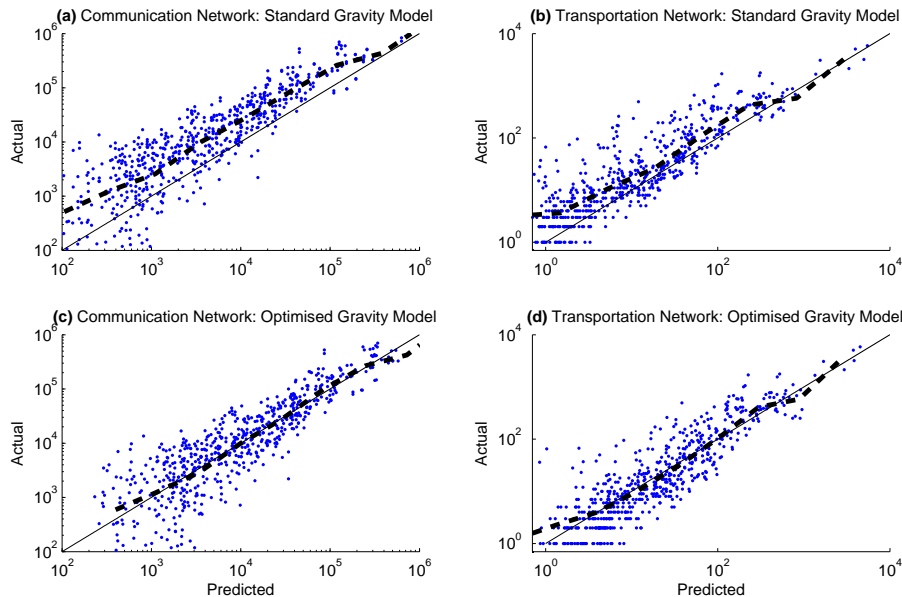 (a) Communication Network: Standard Gravity Model
10^6
10^5
10^4
10^3
10^2
Actual
10^2 10^3 10^4 10^5 10^6
(b) Transportation Network: Standard Gravity Model
10^4
10^2
10^0
Actual
10^0 10^2 10^4
(c) Communication Network: Optimised Gravity Model
10^6
10^5
10^4
10^3
10^2
Actual
10^2 10^3 10^4 10^5 10^6
Predicted
(d) Transportation Network: Optimised Gravity Model
10^4
10^2
10^0
Actual
10^0 10^2 10^4
Predicted